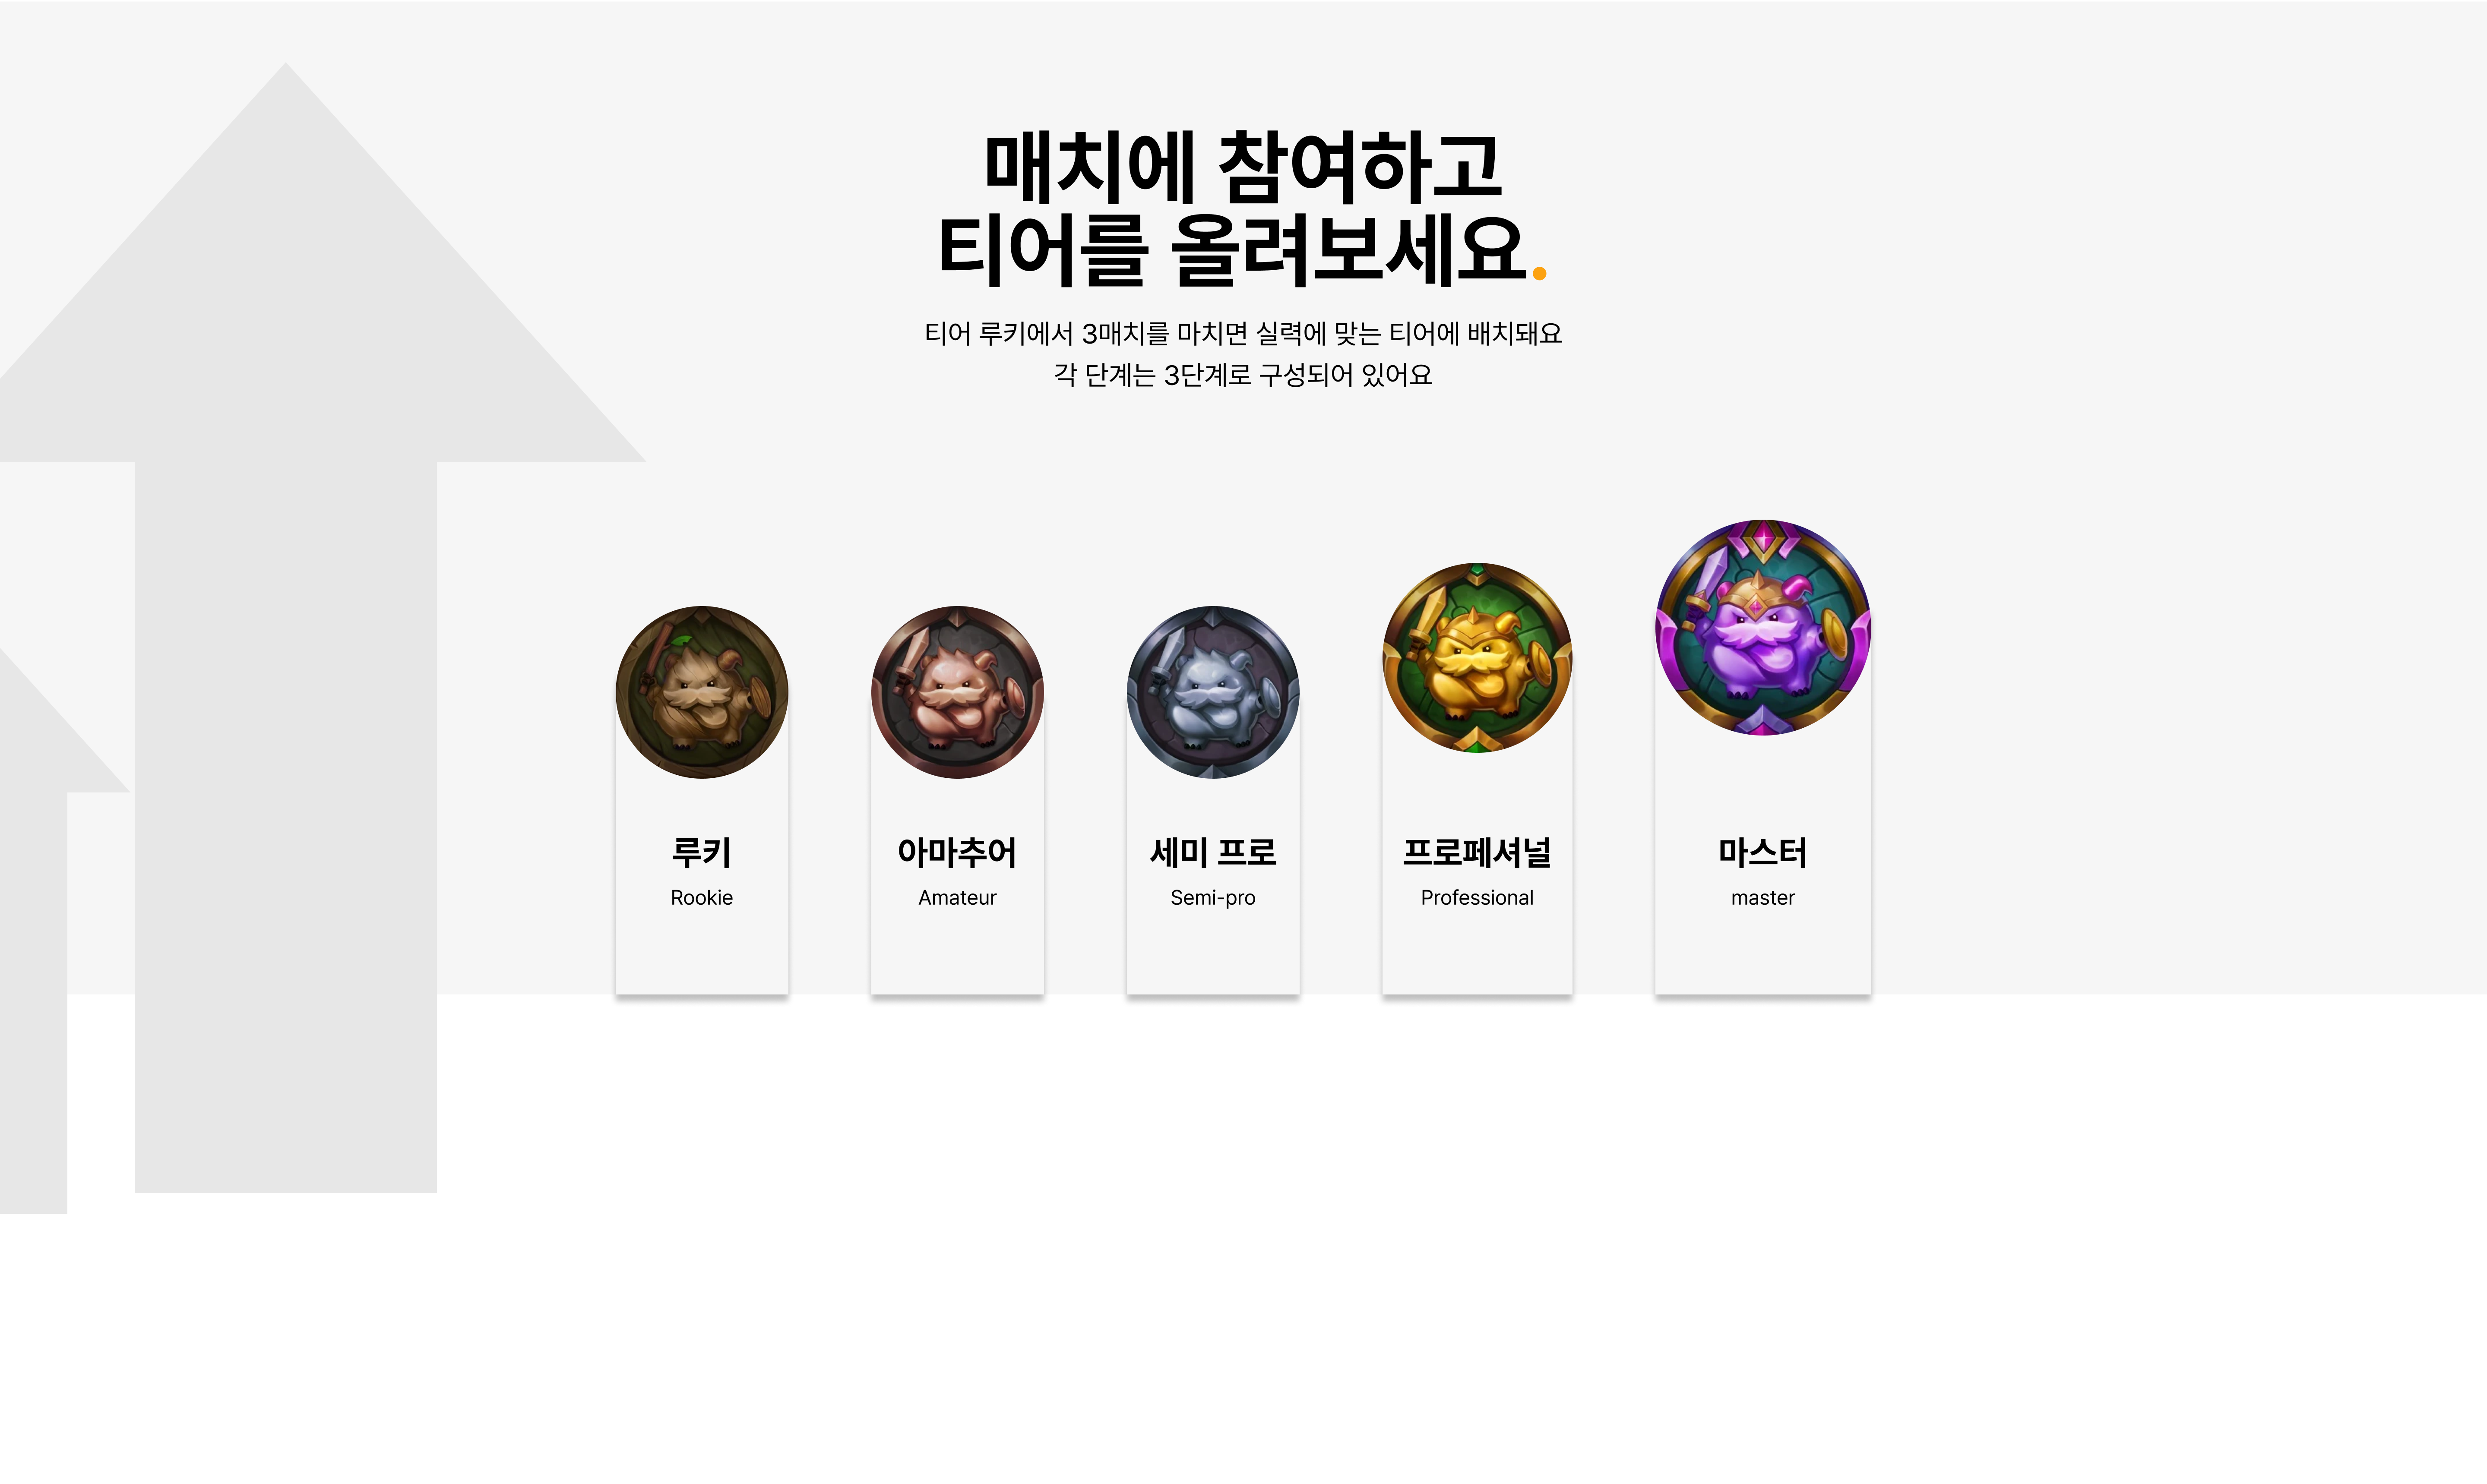 매치에 참여하고
티어를 올려보세요.
티어 루키에서 3매치를 마치면 실력에 맞는 티어에 배치돼요
각 단계는 3단계로 구성되어 있어요
루키
Rookie
아마추어
Amateur
세미 프로
Semi-pro
프로페셔널
Professional
마스터
master